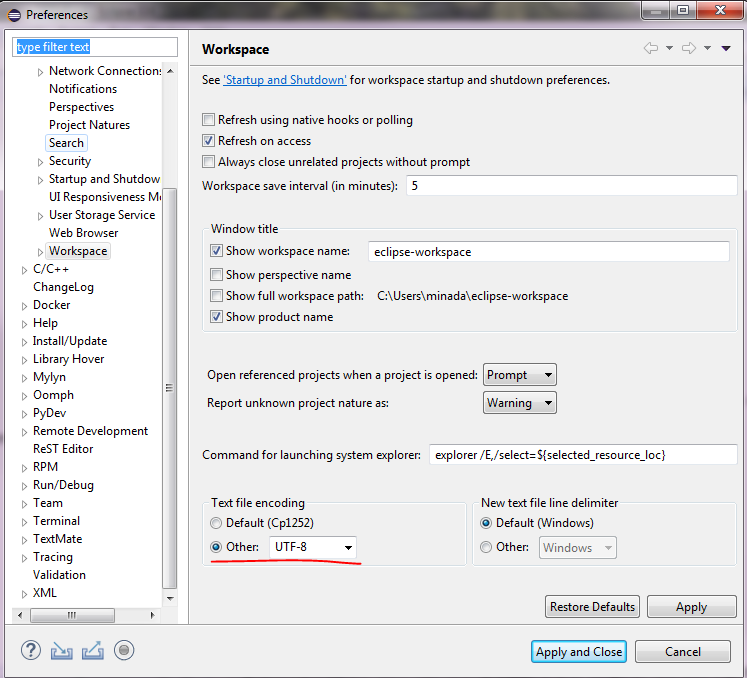 Preferences
type filter text
Network Connections
Notifications
Perspectives
Project Natures
Search
Security
Startup and Shutdow
UI Responsiveness Mo
User Storage Service
Web Browser
Workspace
C/C++
ChangeLog
Docker
Help
Install/Update
Library Hover
Mylyn
Oomph
PyDev
Remote Development
ReST Editor
RPM
Run/Debug
Team
Terminal
TextMate
Tracing
Validation
XML
Workspace
See 'Startup and Shutdown' for workspace startup and shutdown preferences.
Refresh using native hooks or polling
Refresh on access
Always close unrelated projects without prompt
Workspace save interval (in minutes): 5
Window title
Show workspace name: eclipse-workspace
Show perspective name
Show full workspace path: C:\Users\minada\eclipse-workspace
Show product name
Open referenced projects when a project is opened: Prompt
Report unknown project nature as: Warning
Command for launching system explorer: explorer /E,/select=${selected_resource_loc}
Text file encoding
Default (Cp1252)
Other: UTF-8
New text file line delimiter
Default (Windows)
Other: Windows
Restore Defaults Apply
? Apply and Close Cancel